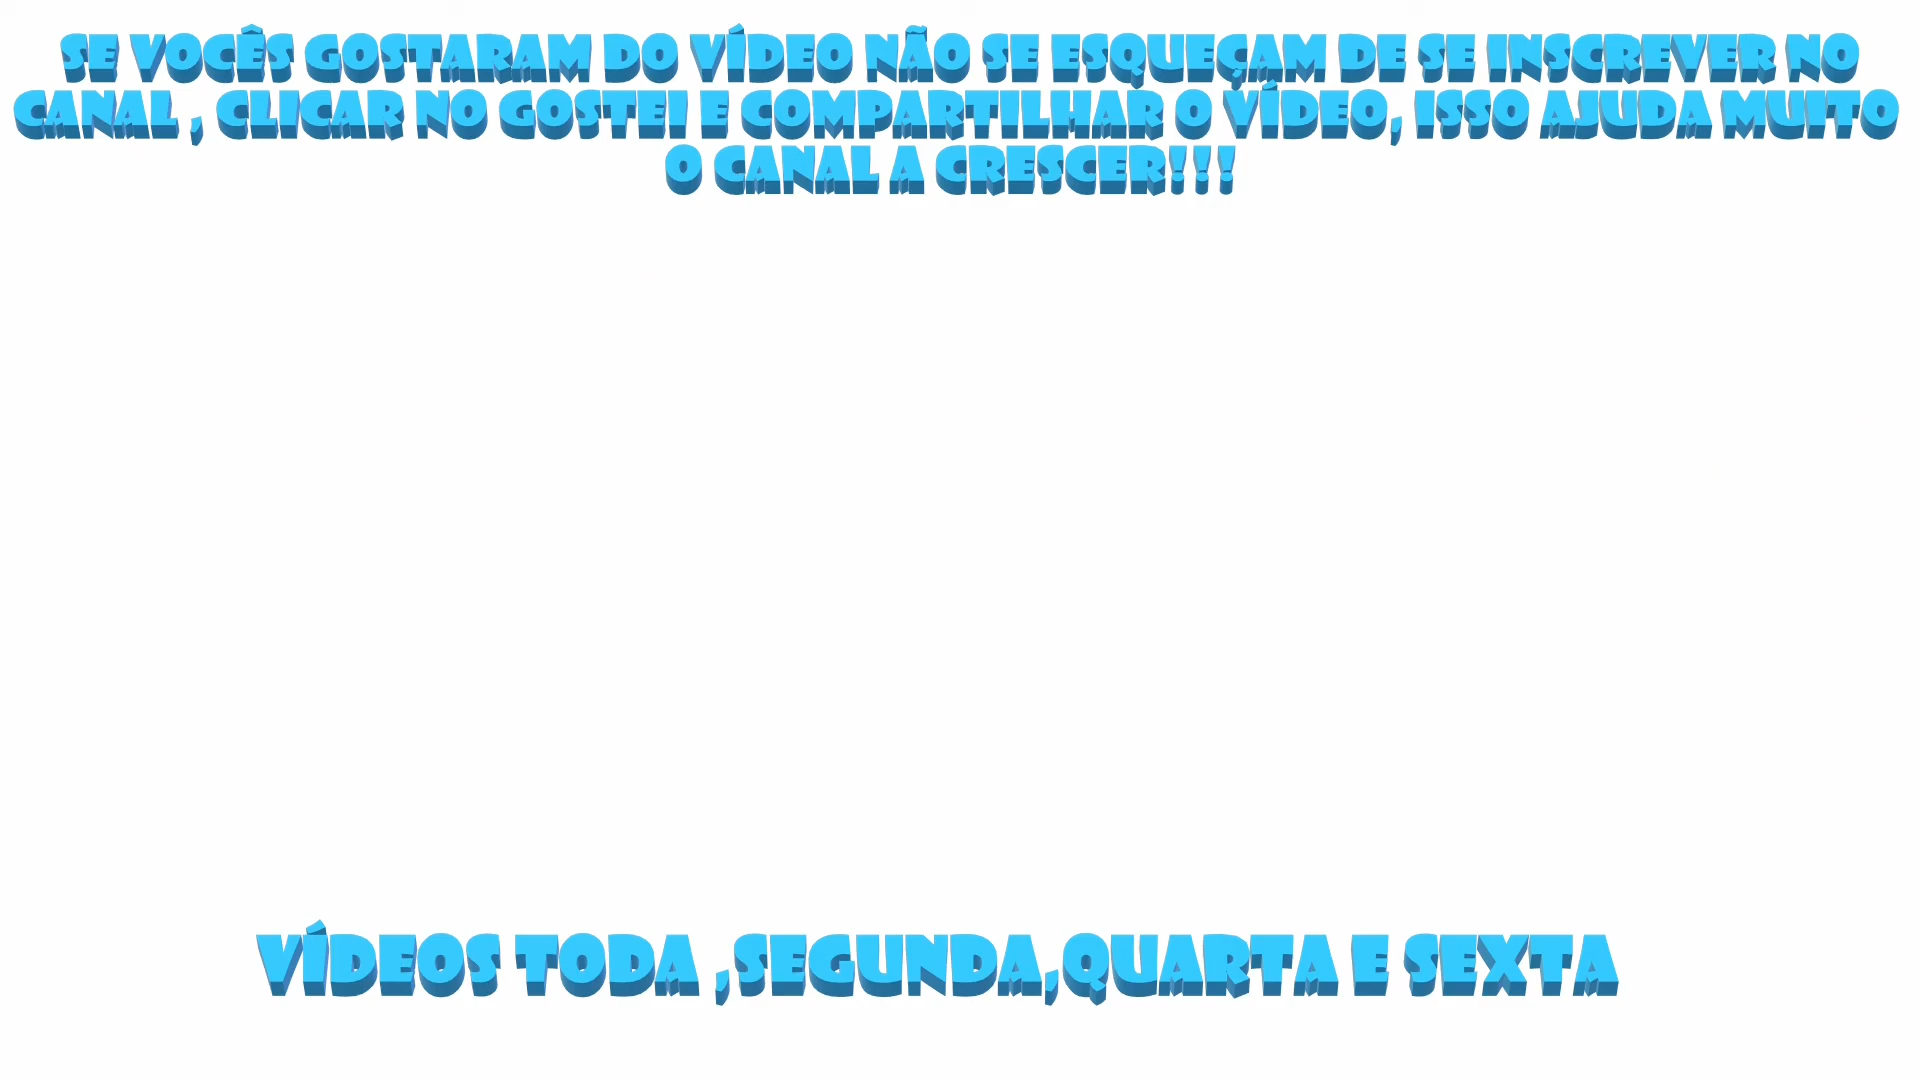 SE VOCÊS GOSTARAM DO VÍDEO NÃO SE ESQUEÇAM DE SE INSCREVER NO
CANAL , CLICAR NO GOSTEI E COMPARTILHAR O VÍDEO, ISSO AJUDA MUITO
O CANAL A CRESCER!!!
VÍDEOS TODA ,SEGUNDA,QUARTA E SEXTA